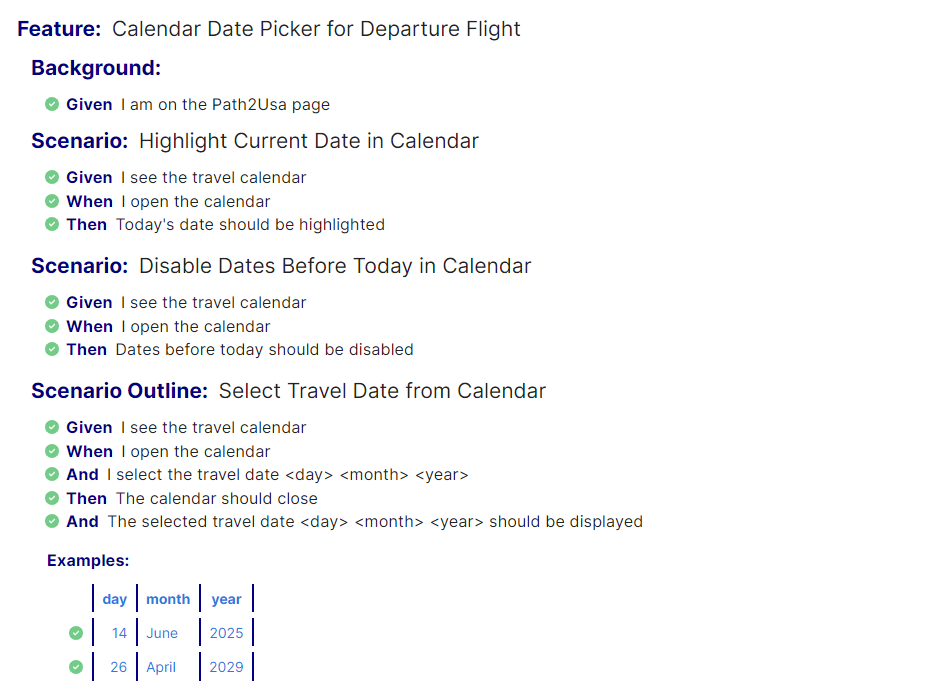 Feature: Calendar Date Picker for Departure Flight
Background:
Given I am on the Path2Usa page
Scenario: Highlight Current Date in Calendar
Given I see the travel calendar
When I open the calendar
Then Today's date should be highlighted
Scenario: Disable Dates Before Today in Calendar
Given I see the travel calendar
When I open the calendar
Then Dates before today should be disabled
Scenario Outline: Select Travel Date from Calendar
Given I see the travel calendar
When I open the calendar
And I select the travel date <day> <month> <year>
Then The calendar should close
And The selected travel date <day> <month> <year> should be displayed
Examples:
day month year
14 June 2025
26 April 2029